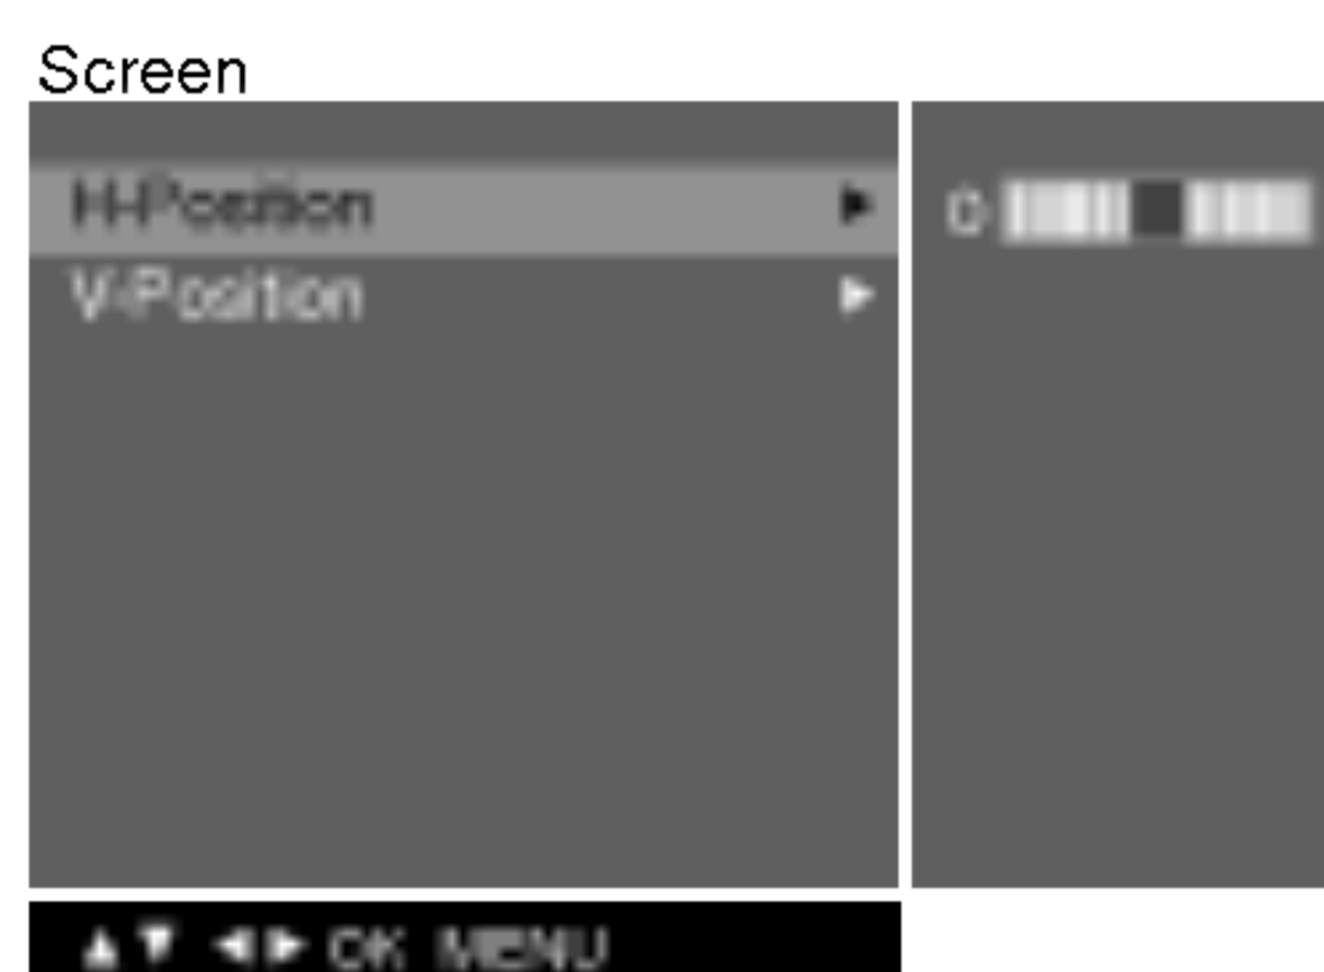 Screen
H-Position ▶ 0
V-Position ▶
▲▼ ◀▶ OK MENU